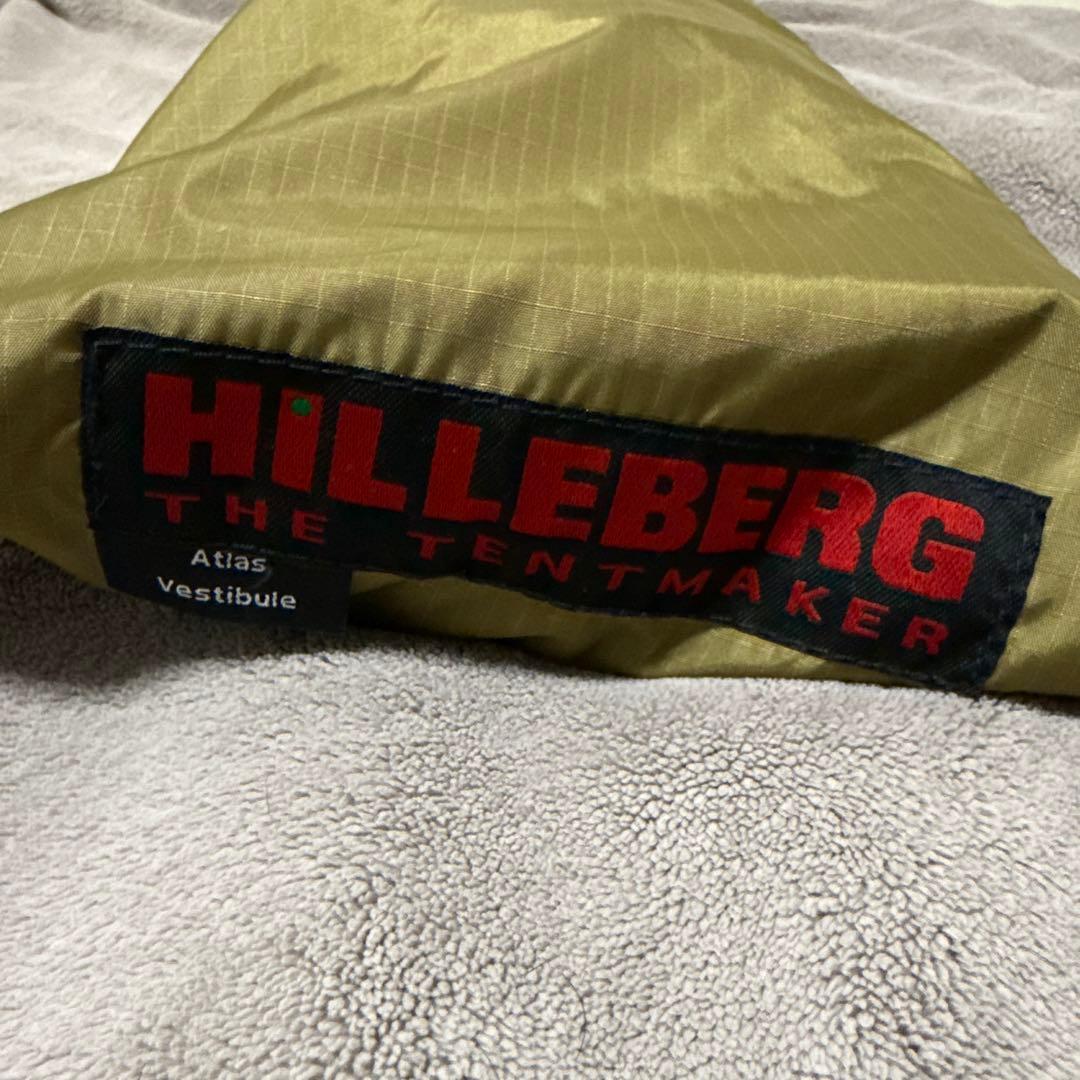 HiLLEBERG
THE TENTMAKER
Atlas
Vestibule